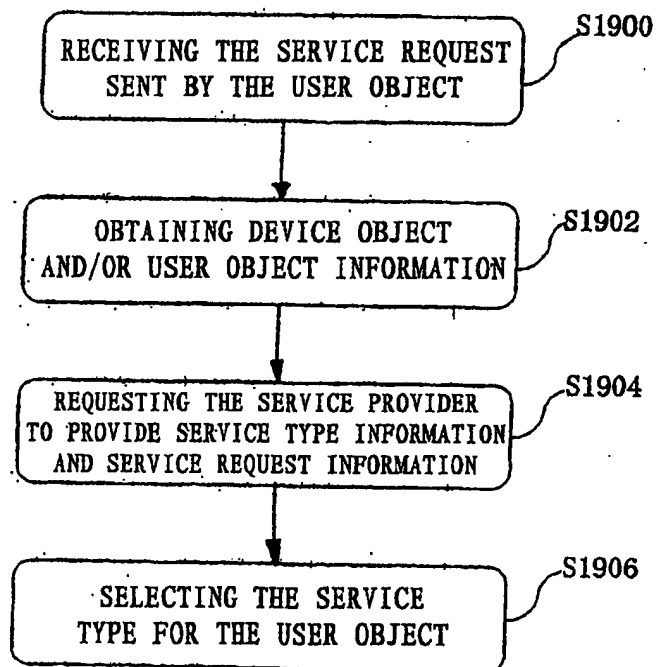 RECEIVING THE SERVICE REQUEST
SENT BY THE USER OBJECT
S1900
OBTAINING DEVICE OBJECT
AND/OR USER OBJECT INFORMATION
S1902
REQUESTING THE SERVICE PROVIDER
TO PROVIDE SERVICE TYPE INFORMATION
AND SERVICE REQUEST INFORMATION
S1904
SELECTING THE SERVICE
TYPE FOR THE USER OBJECT
S1906